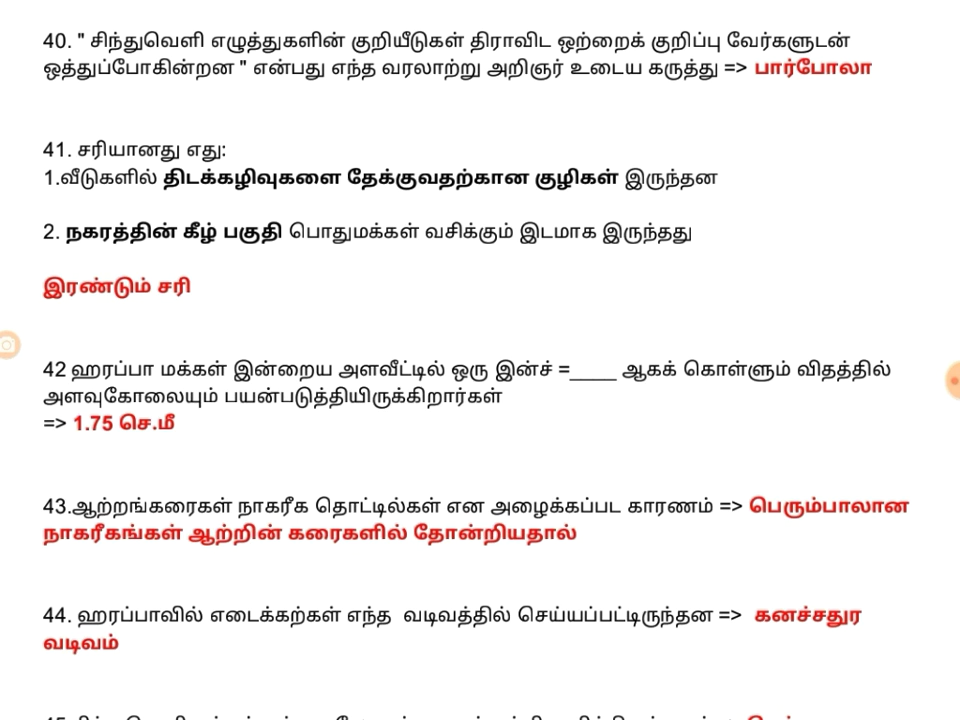 40. " சிந்துவெளி எழுத்துகளின் குறியீடுகள் திராவிட ஒற்றைக் குறிப்பு வேர்களுடன்
ஒத்துப்போகின்றன " என்பது எந்த வரலாற்று அறிஞர் உடைய கருத்து => பார்போலா
41. சரியானது எது:
1.வீடுகளில் திடக்கழிவுகளை தேக்குவதற்கான குழிகள் இருந்தன
2. நகரத்தின் கீழ் பகுதி பொதுமக்கள் வசிக்கும் இடமாக இருந்தது
இரண்டும் சரி
42 ஹரப்பா மக்கள் இன்றைய அளவீட்டில் ஒரு இன்ச் =____ ஆகக் கொள்ளும் விதத்தில்
அளவுகோலையும் பயன்படுத்தியிருக்கிறார்கள்
=> 1.75 செ.மீ
43.ஆற்றங்கரைகள் நாகரீக தொட்டில்கள் என அழைக்கப்பட காரணம் => பெரும்பாலான
நாகரீகங்கள் ஆற்றின் கரைகளில் தோன்றியதால்
44. ஹரப்பாவில் எடைக்கற்கள் எந்த வடிவத்தில் செய்யப்பட்டிருந்தன => கனச்சதுர
வடிவம்